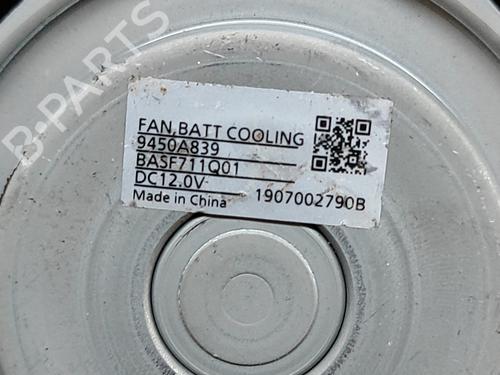 B-PARTS
FAN,BATT COOLING
9450A839
BASF711Q01
DC12.0V
Made in China 1907002790B